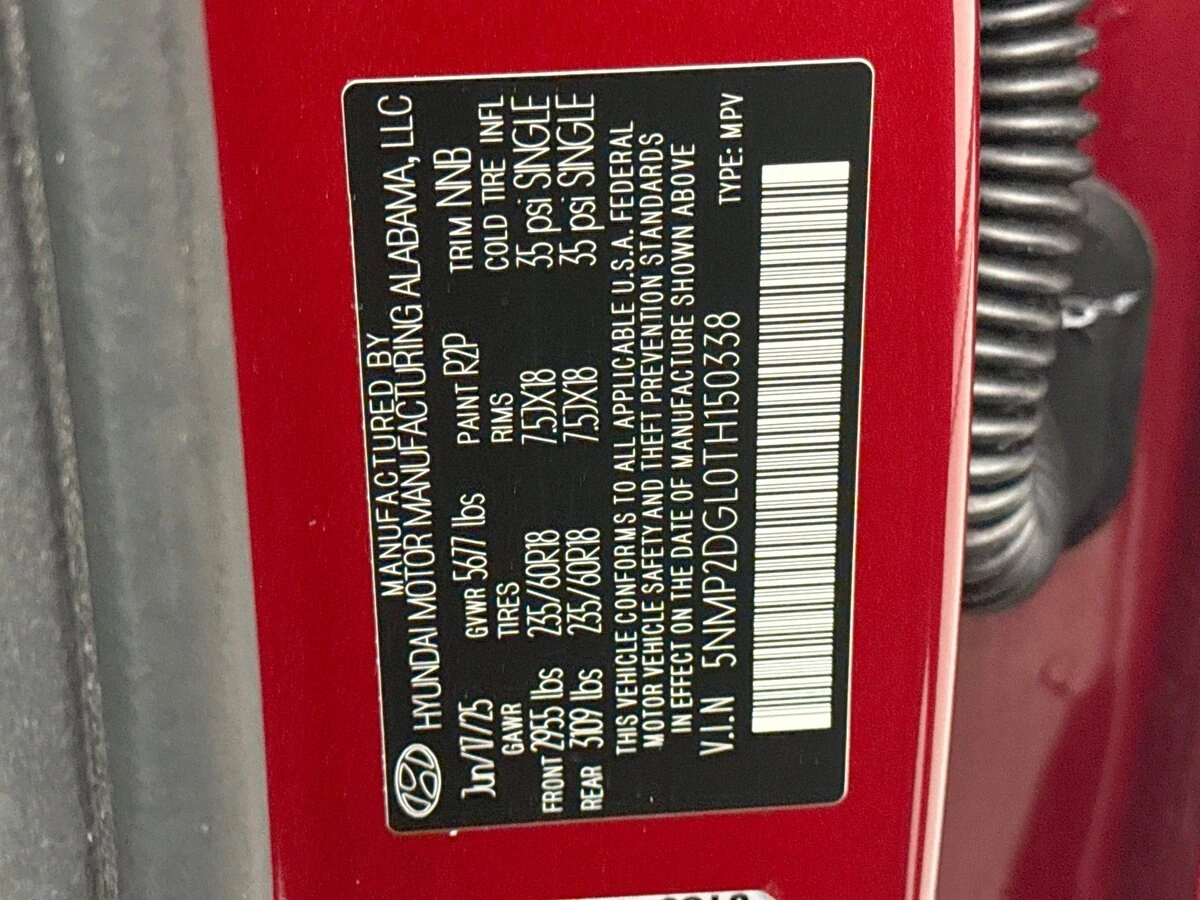 MANUFACTURED BY
HYUNDAI MOTOR MANUFACTURING ALABAMA, LLC
Jun/17/25 GVWR 5677 lbs PAINT R2P TRIM NNB
GAWR TIRES RIMS COLD TIRE INFL
FRONT 2955 lbs 235/60R18 7.5JX18 35 psi SINGLE
REAR 3109 lbs 235/60R18 7.5JX18 35 psi SINGLE
THIS VEHICLE CONFORMS TO ALL APPLICABLE U.S.A. FEDERAL
MOTOR VEHICLE SAFETY AND THEFT PREVENTION STANDARDS
IN EFFECT ON THE DATE OF MANUFACTURE SHOWN ABOVE
V.I.N 5NMP2DGL0TH150338 TYPE: MPV